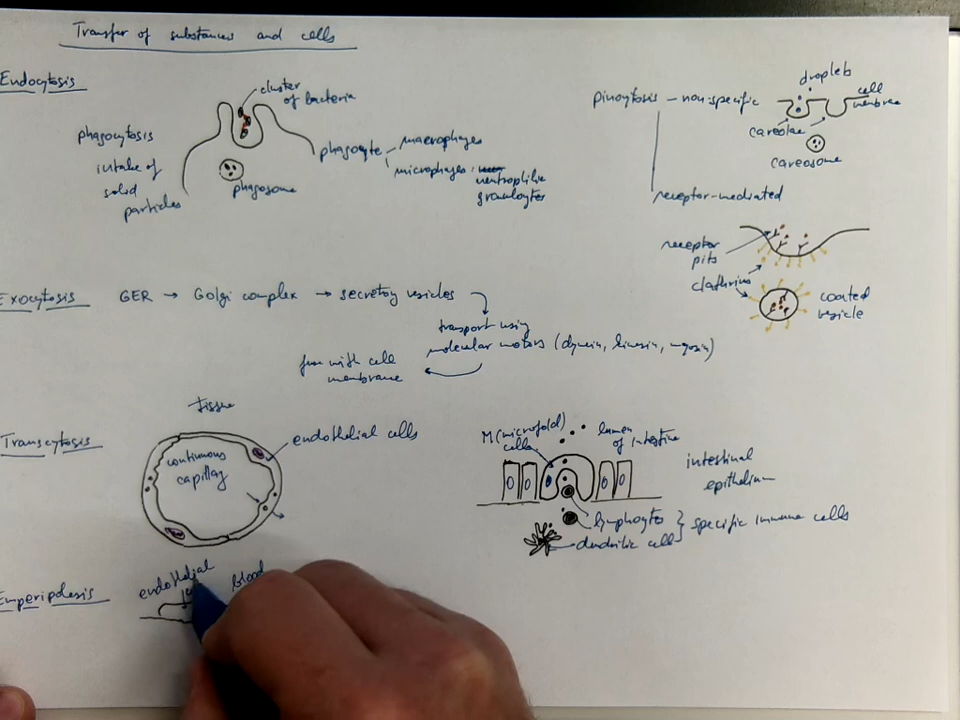 Transfer of substances and cells
Endocytosis
cluster
of bacteria
phagocytosis
intake of
solid
particles
phagosome
phagocyte
macrophages
microphages:
neutrophilic
granulocytes
pinocytosis - non-specific
droplets
cell
membrane
caveolae
caveosome
receptor-mediated
receptor
pits
clathrins
coated
vesicle
Exocytosis
GER → Golgi complex → secretory vesicles
transport using
molecular motors (dynein, kinesin, myosin)
fuse with cell
membrane
Transcytosis
tissue
continuous
capillary
endothelial cells
M (microfold)
cells
lumen
of intestine
intestinal
epithelium
lymphocytes
dendritic cell
specific immune cells
Emperipolesis
endothelial
blood